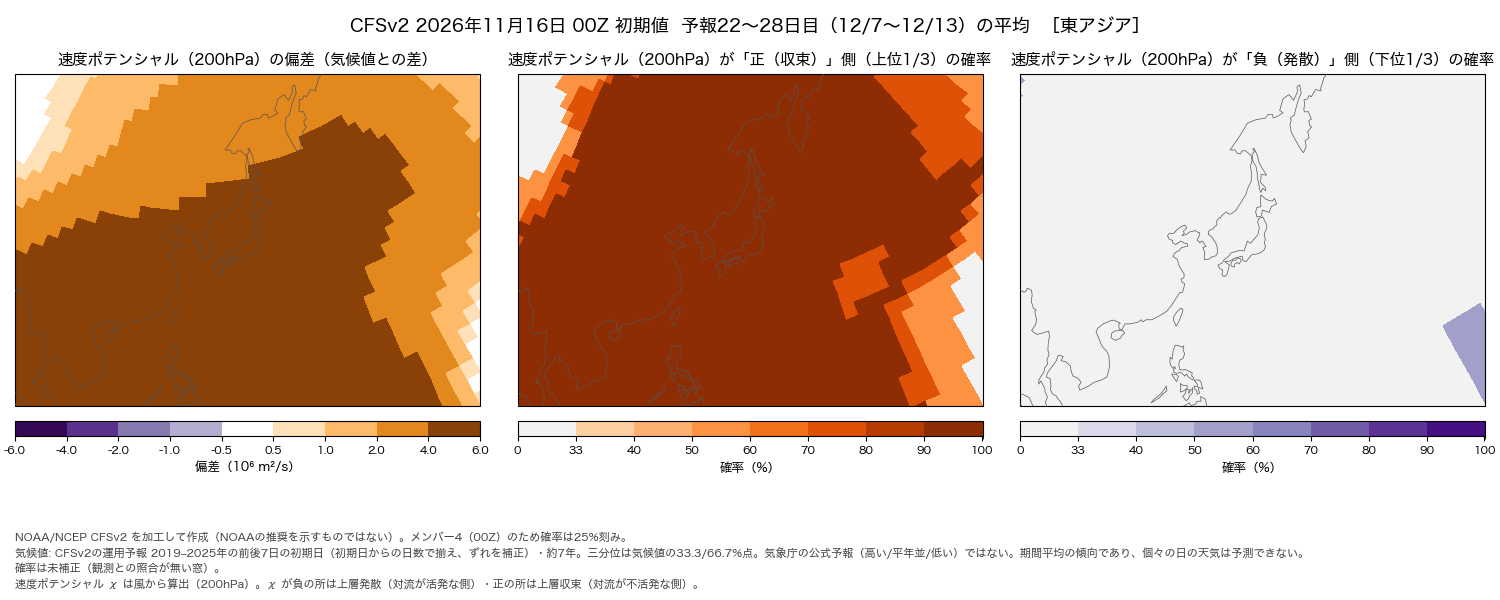 CFSv2 2026年11月16日 00Z 初期値 予報22〜28日目（12/7〜12/13）の平均 ［東アジア］
速度ポテンシャル（200hPa）の偏差（気候値との差）
速度ポテンシャル（200hPa）が「正（収束）」側（上位1/3）の確率
速度ポテンシャル（200hPa）が「負（発散）」側（下位1/3）の確率
-6.0 -4.0 -2.0 -1.0 -0.5 0.5 1.0 2.0 4.0 6.0
偏差（10⁶ m²/s）
0 33 40 50 60 70 80 90 100
確率（%）
0 33 40 50 60 70 80 90 100
確率（%）
NOAA/NCEP CFSv2 を加工して作成（NOAAの推奨を示すものではない）。メンバー4（00Z）のため確率は25%刻み。
気候値: CFSv2の運用予報 2019–2025年の前後7日の初期日（初期日からの日数で揃え、ずれを補正）・約7年。三分位は気候値の33.3/66.7%点。気象庁の公式予報（高い/平年並/低い）ではない。期間平均の傾向であり、個々の日の天気は予測できない。
確率は未補正（観測との照合が無い窓）。
速度ポテンシャル χ は風から算出（200hPa）。χ が負の所は上層発散（対流が活発な側）・正の所は上層収束（対流が不活発な側）。